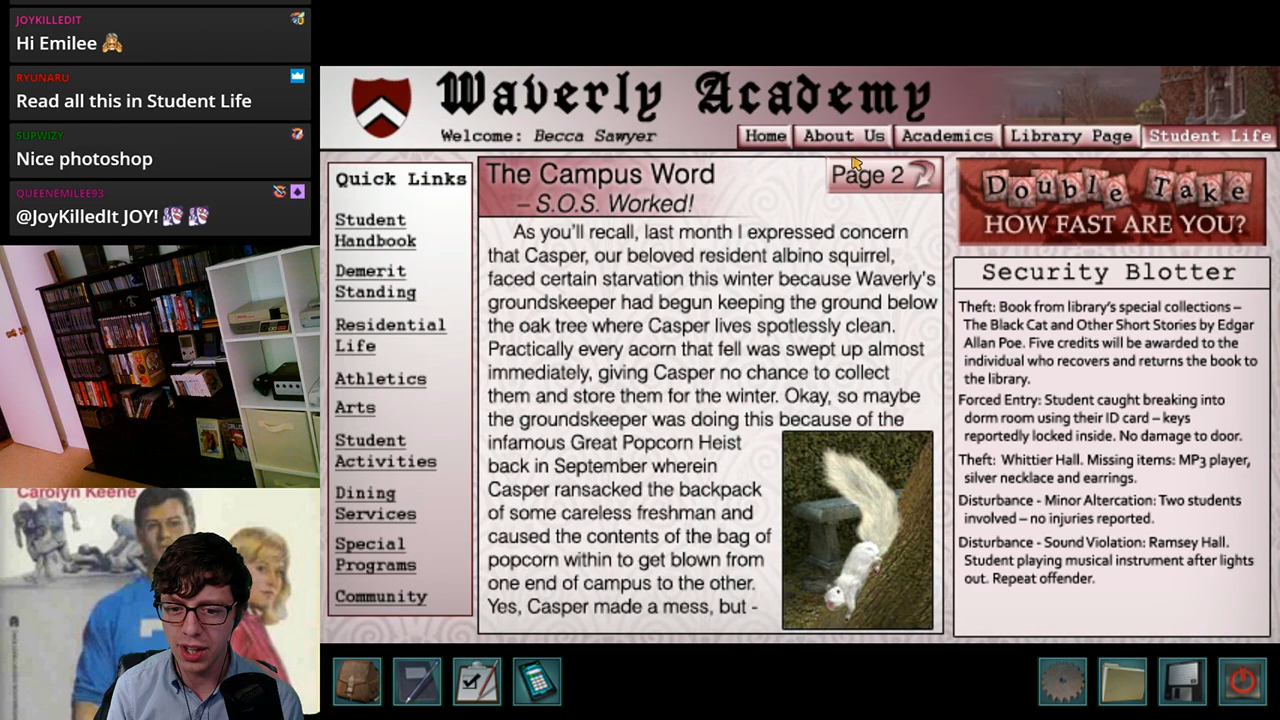 JOYKILLEDIT
Hi Emilee
RYUNARU
Read all this in Student Life
SUPWIZY
Nice photoshop
QUEENEMILEE93
@JoyKilledIt JOY!
Carolyn Keene
Waverly Academy
Welcome: Becca Sawyer
Home
About Us
Academics
Library Page
Student Life
Quick Links
Student
Handbook
Demerit
Standing
Residential
Life
Athletics
Arts
Student
Activities
Dining
Services
Special
Programs
Community
The Campus Word
Page 2
– S.O.S. Worked!
As you'll recall, last month I expressed concern
that Casper, our beloved resident albino squirrel,
faced certain starvation this winter because Waverly's
groundskeeper had begun keeping the ground below
the oak tree where Casper lives spotlessly clean.
Practically every acorn that fell was swept up almost
immediately, giving Casper no chance to collect
them and store them for the winter. Okay, so maybe
the groundskeeper was doing this because of the
infamous Great Popcorn Heist
back in September wherein
Casper ransacked the backpack
of some careless freshman and
caused the contents of the bag of
popcorn within to get blown from
one end of campus to the other.
Yes, Casper made a mess, but -
Double Take
HOW FAST ARE YOU?
Security Blotter
Theft: Book from library's special collections –
The Black Cat and Other Short Stories by Edgar
Allan Poe. Five credits will be awarded to the
individual who recovers and returns the book to
the library.
Forced Entry: Student caught breaking into
dorm room using their ID card – keys
reportedly locked inside. No damage to door.
Theft: Whittier Hall. Missing items: MP3 player,
silver necklace and earrings.
Disturbance - Minor Altercation: Two students
involved – no injuries reported.
Disturbance - Sound Violation: Ramsey Hall.
Student playing musical instrument after lights
out. Repeat offender.